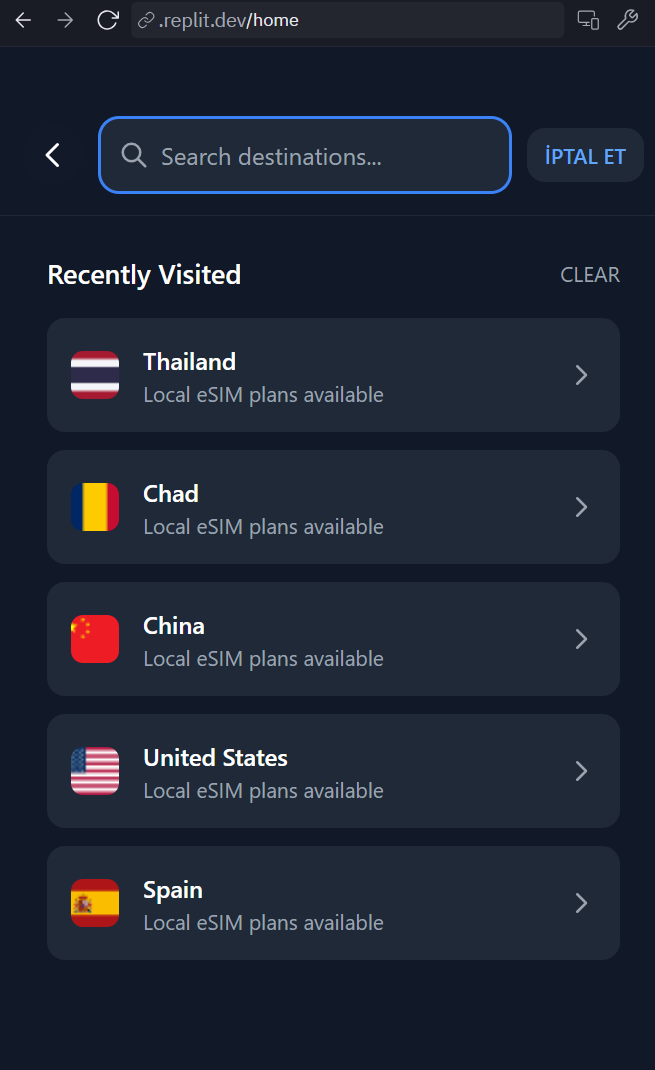 .replit.dev/home
Search destinations...
İPTAL ET
Recently Visited
CLEAR
Thailand
Local eSIM plans available
Chad
Local eSIM plans available
China
Local eSIM plans available
United States
Local eSIM plans available
Spain
Local eSIM plans available